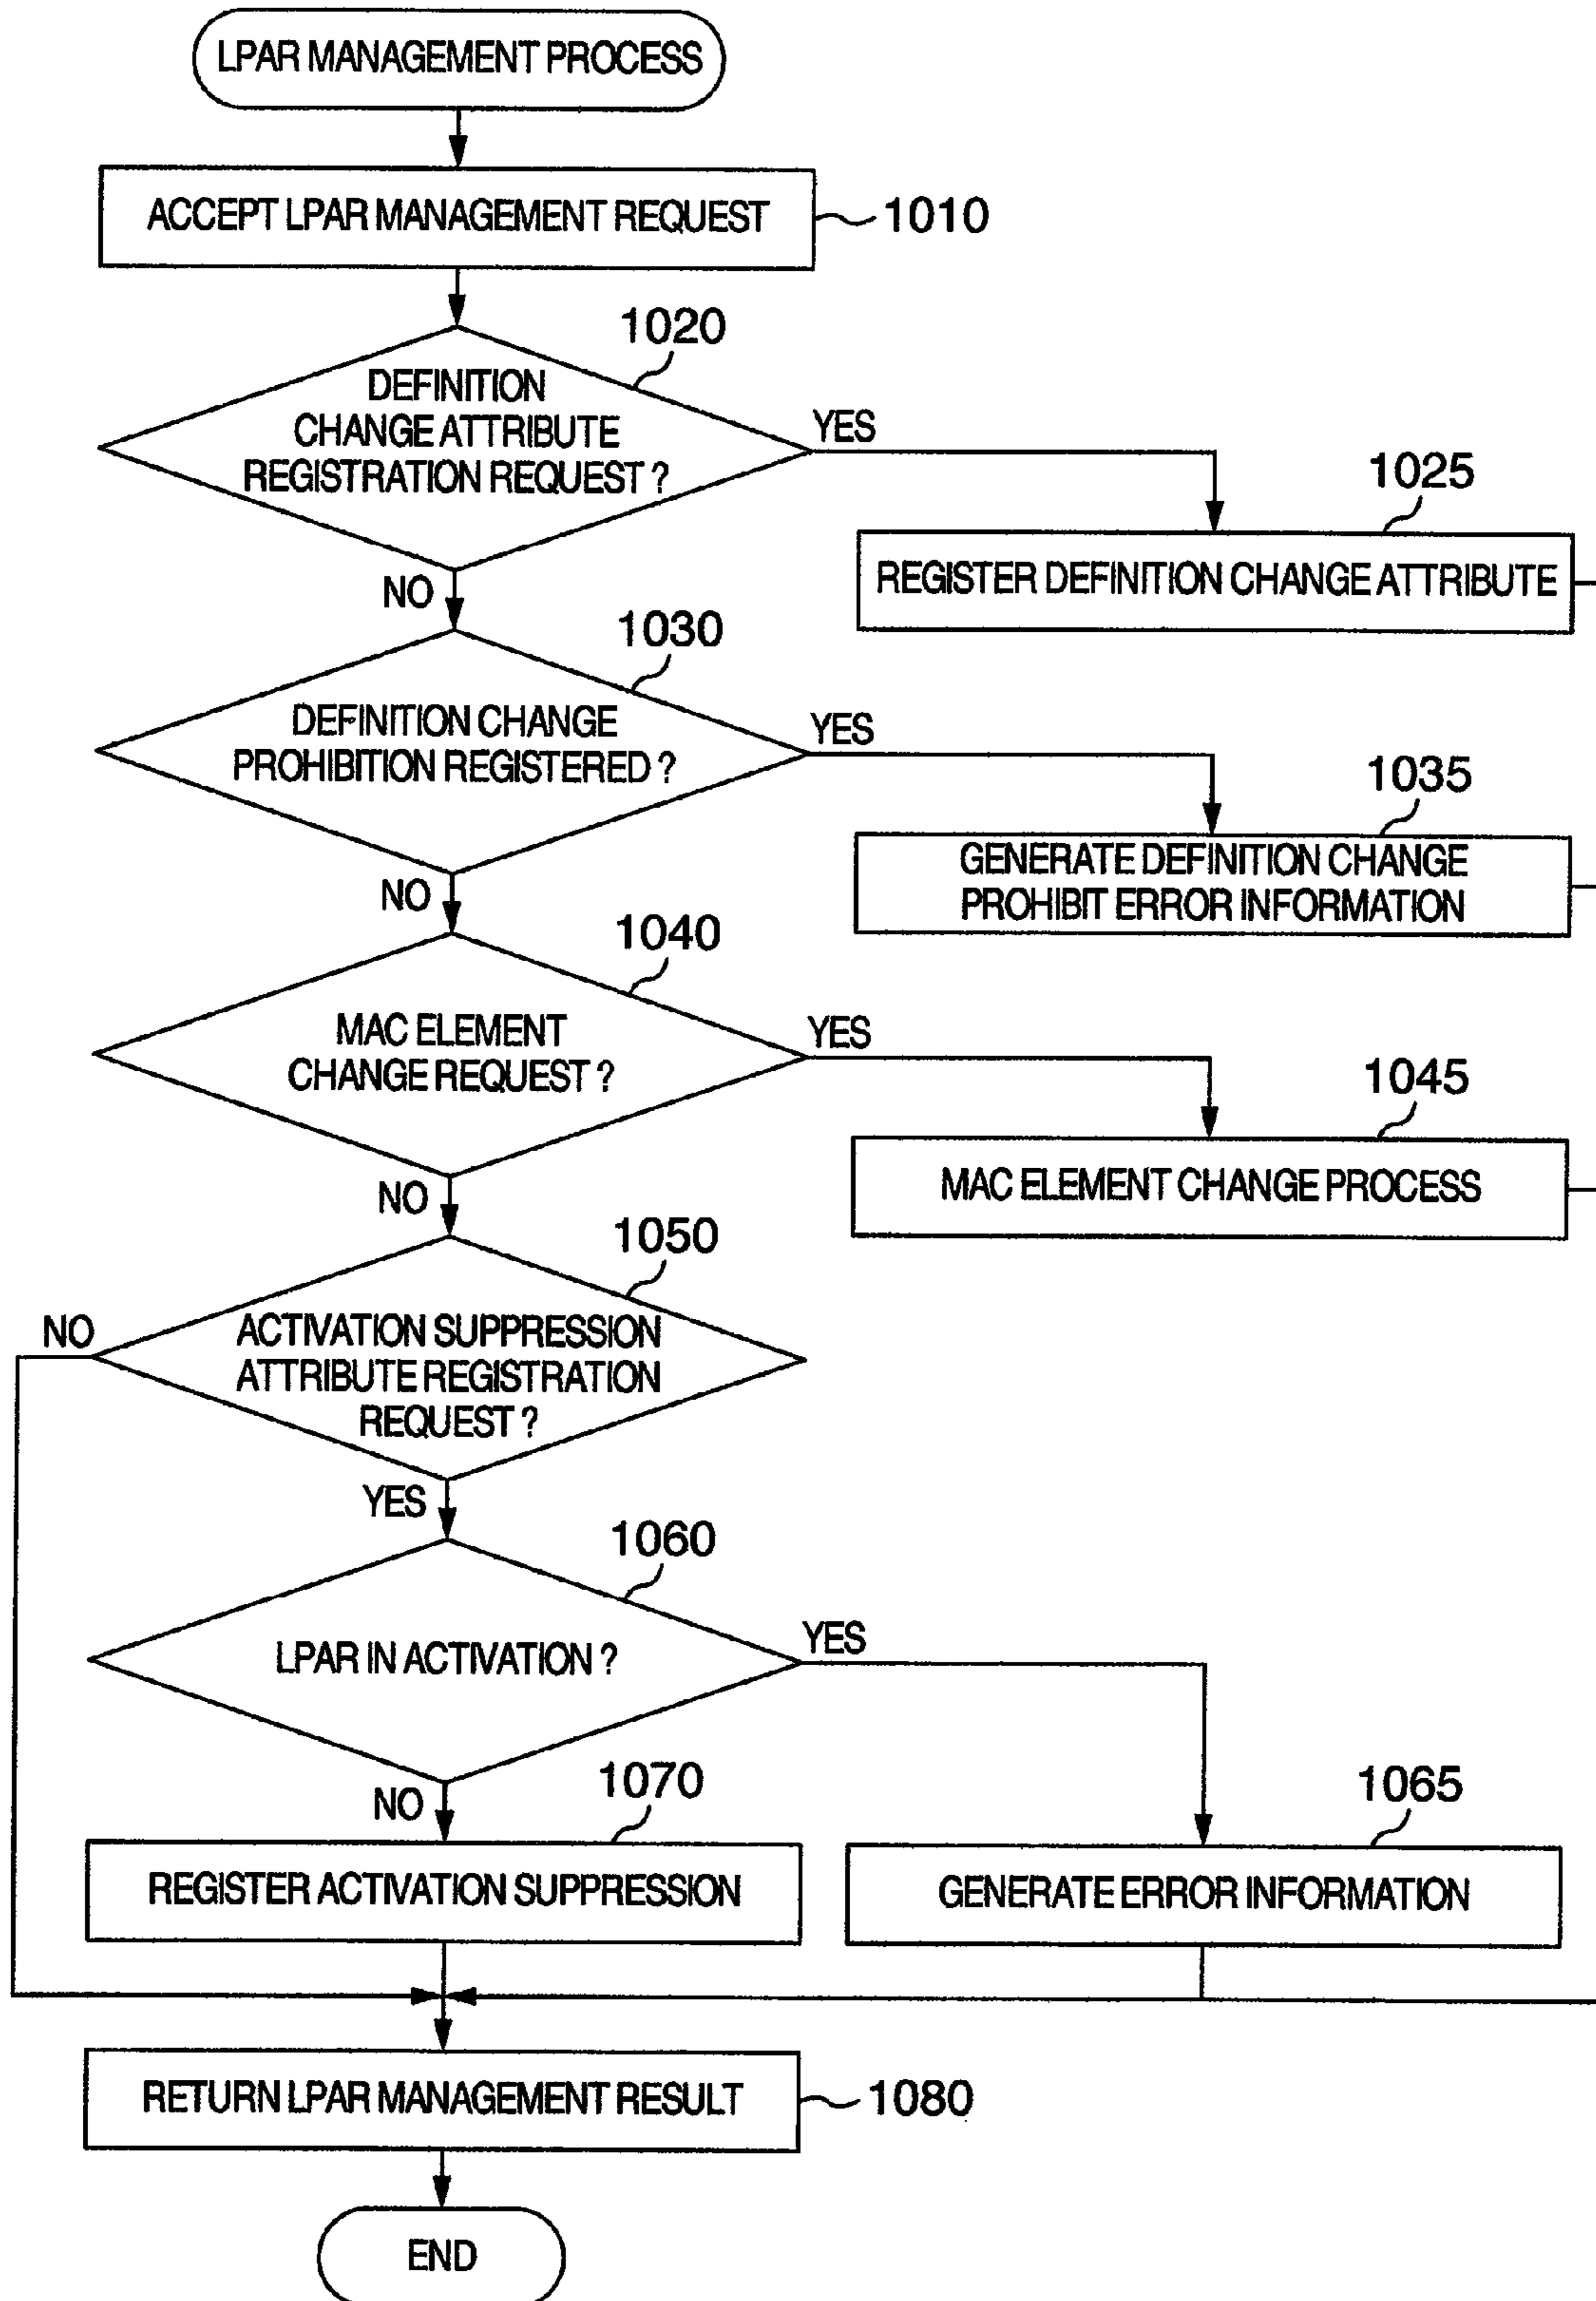 LPAR MANAGEMENT PROCESS
ACCEPT LPAR MANAGEMENT REQUEST
1010
1020
DEFINITION
CHANGE ATTRIBUTE
REGISTRATION REQUEST ?
YES
1025
REGISTER DEFINITION CHANGE ATTRIBUTE
NO
1030
DEFINITION CHANGE
PROHIBITION REGISTERED ?
YES
1035
GENERATE DEFINITION CHANGE
PROHIBIT ERROR INFORMATION
NO
1040
MAC ELEMENT
CHANGE REQUEST ?
YES
1045
MAC ELEMENT CHANGE PROCESS
NO
1050
NO
ACTIVATION SUPPRESSION
ATTRIBUTE REGISTRATION
REQUEST ?
YES
1060
LPAR IN ACTIVATION ?
YES
NO
1070
1065
REGISTER ACTIVATION SUPPRESSION
GENERATE ERROR INFORMATION
RETURN LPAR MANAGEMENT RESULT
1080
END